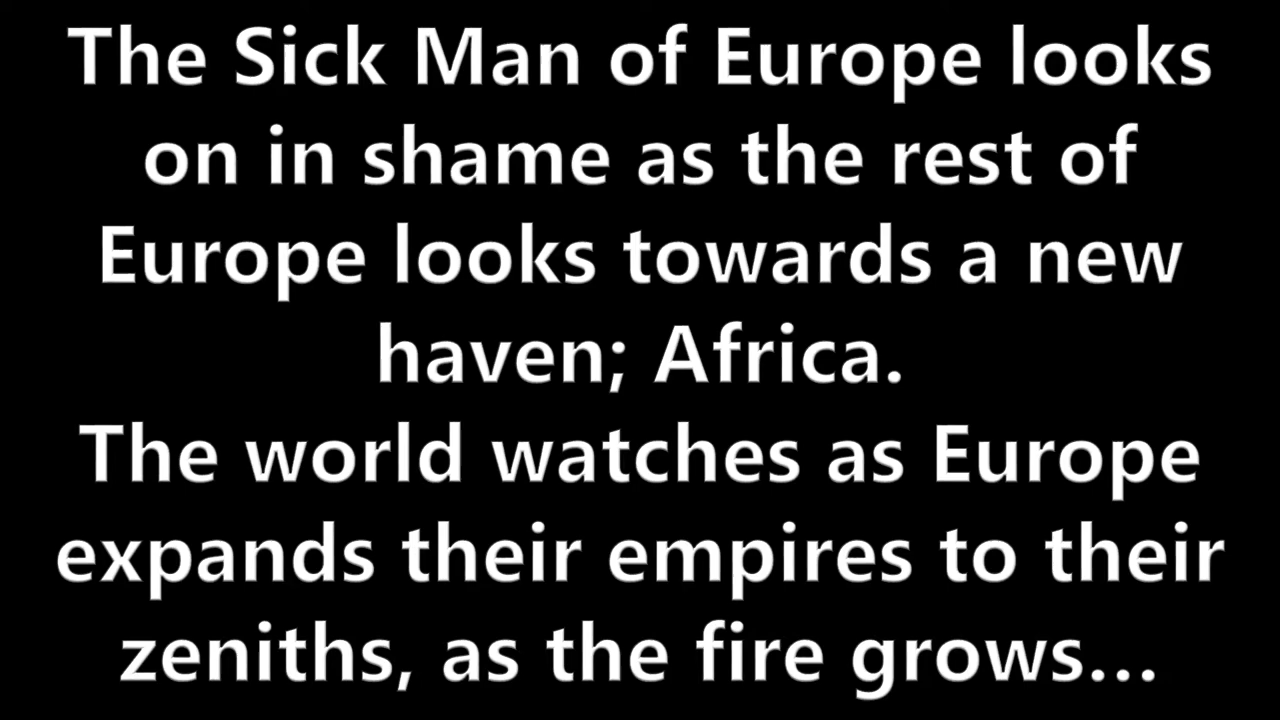 The Sick Man of Europe looks
on in shame as the rest of
Europe looks towards a new
haven; Africa.
The world watches as Europe
expands their empires to their
zeniths, as the fire grows...